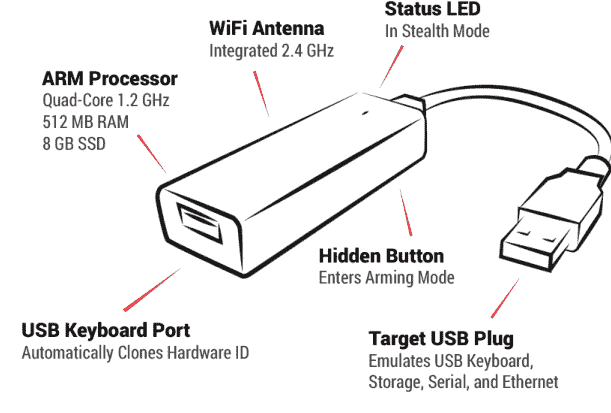 Status LED
In Stealth Mode
WiFi Antenna
Integrated 2.4 GHz
ARM Processor
Quad-Core 1.2 GHz
512 MB RAM
8 GB SSD
Hidden Button
Enters Arming Mode
USB Keyboard Port
Automatically Clones Hardware ID
Target USB Plug
Emulates USB Keyboard,
Storage, Serial, and Ethernet